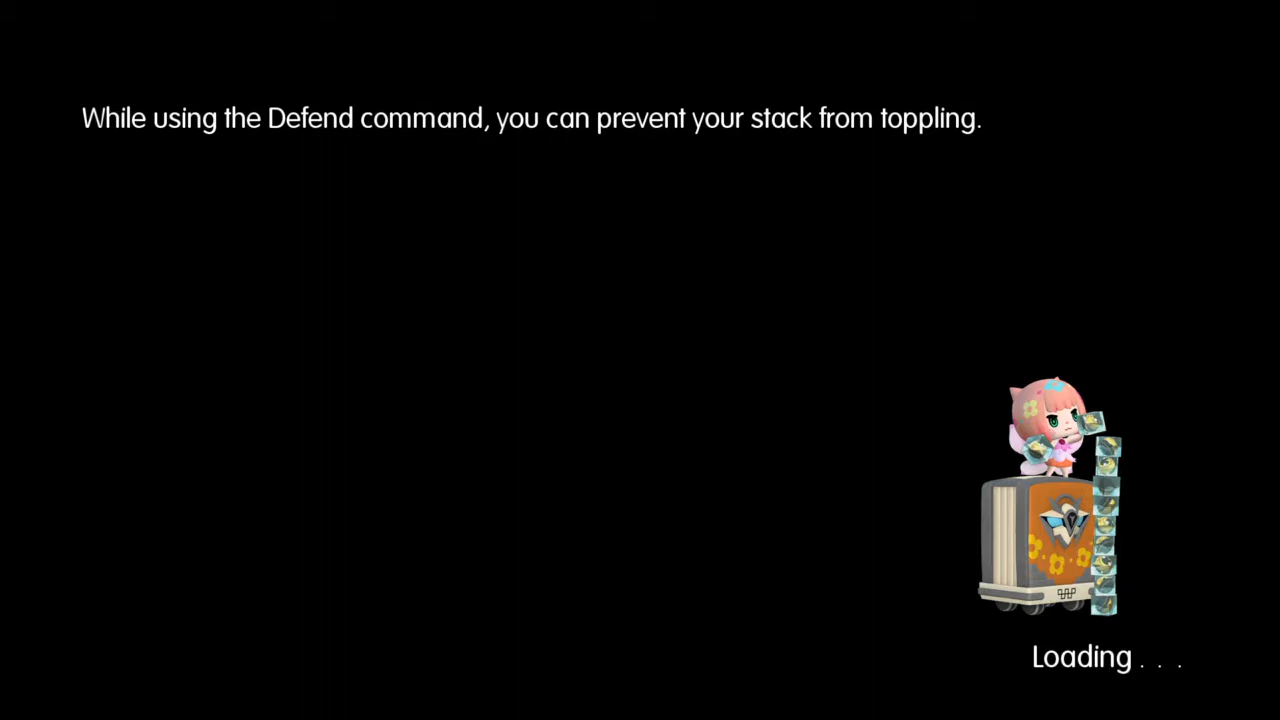 While using the Defend command, you can prevent your stack from toppling.
Loading . . .